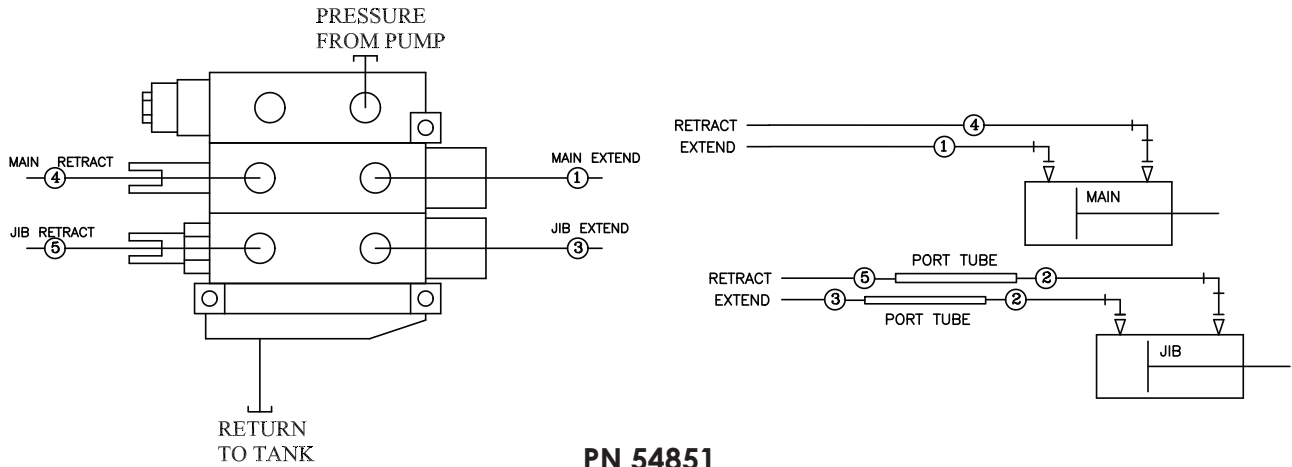 PRESSURE
FROM PUMP
MAIN RETRACT
4
MAIN EXTEND
1
JIB RETRACT
5
JIB EXTEND
3
RETURN
TO TANK
RETRACT
4
EXTEND
1
MAIN
PORT TUBE
RETRACT
5
2
EXTEND
3
2
PORT TUBE
JIB
PN 54851